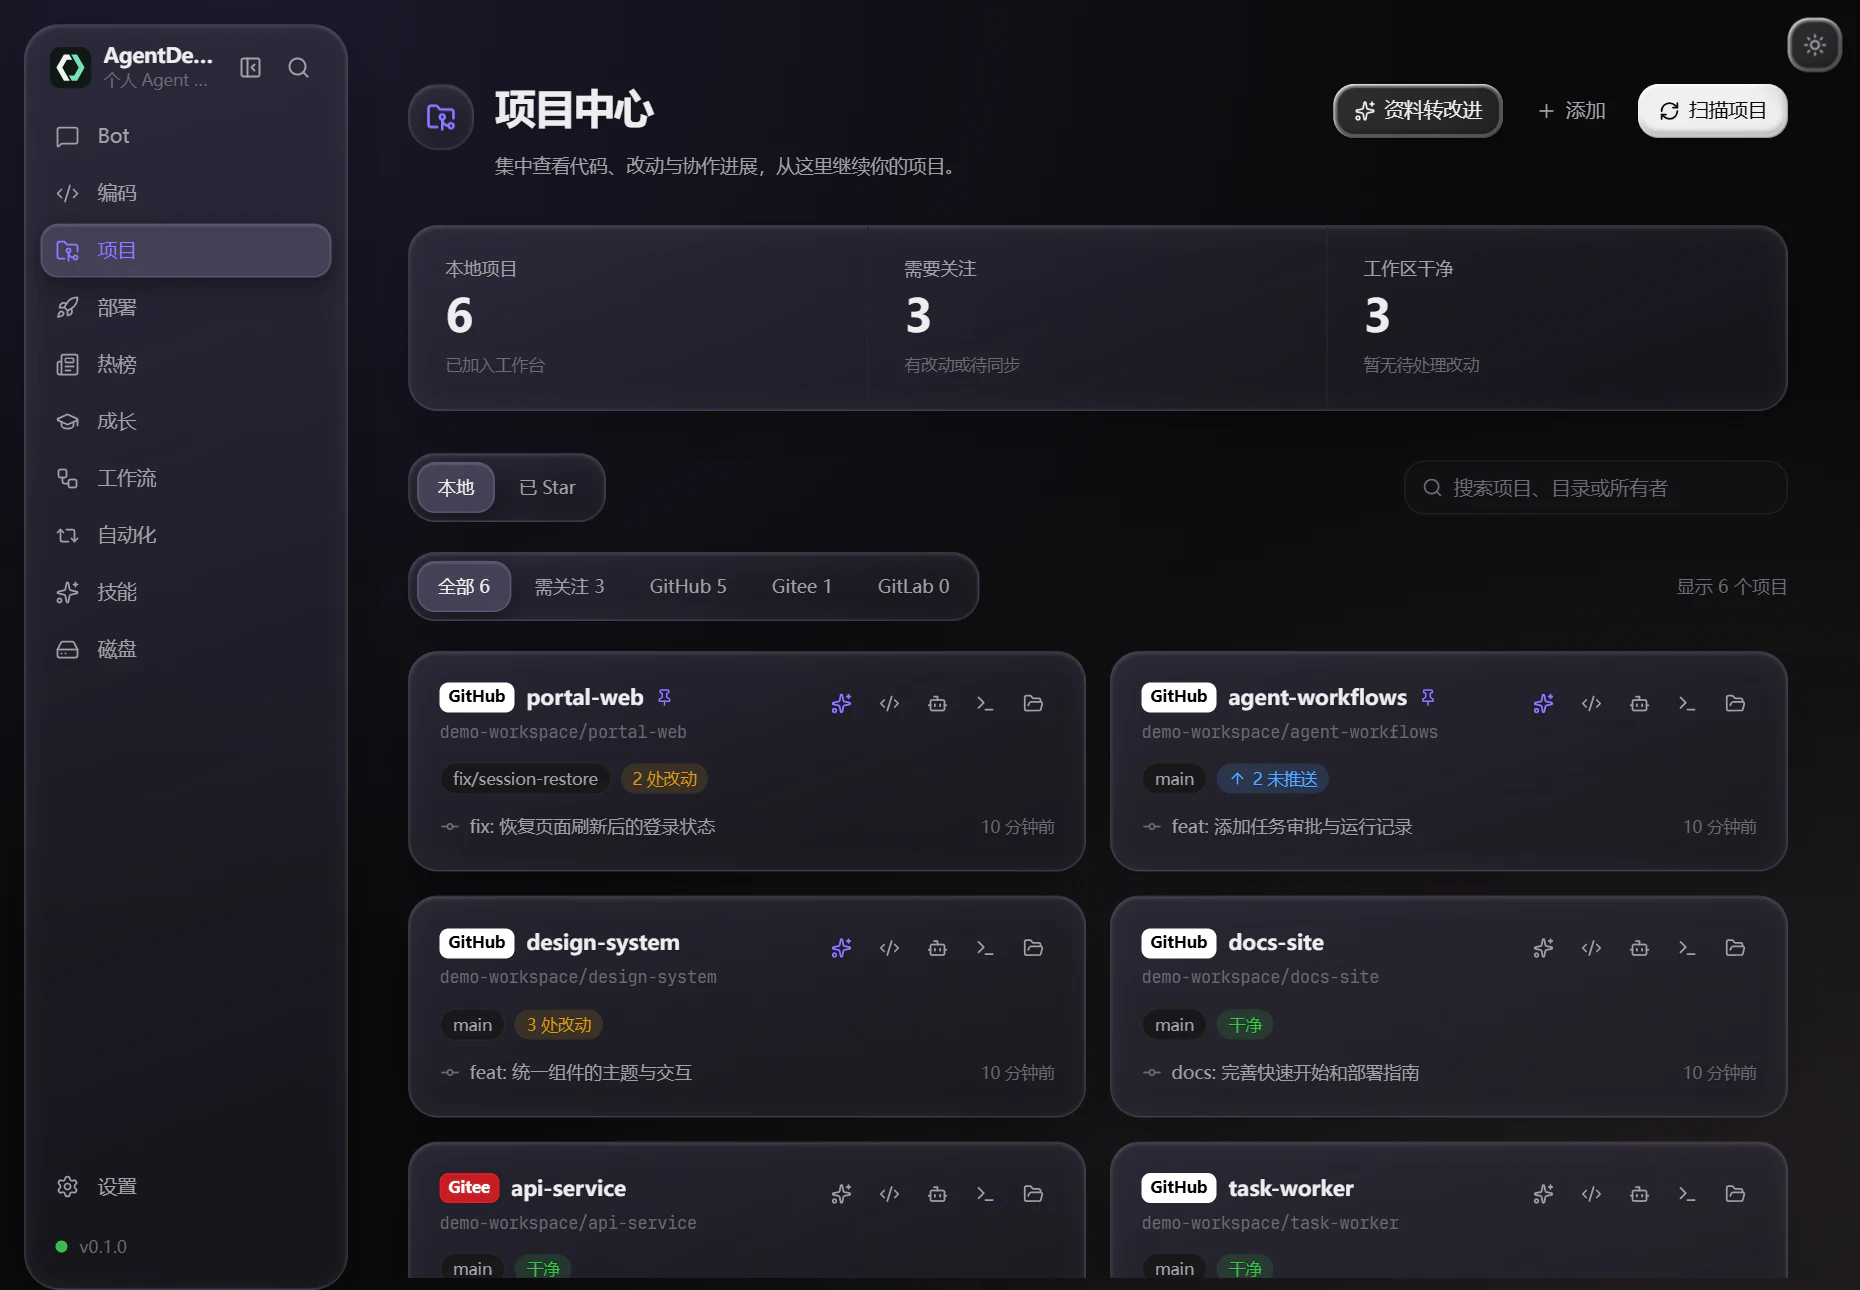 AgentDe...
个人 Agent ...
Bot
编码
项目
部署
热榜
成长
工作流
自动化
技能
磁盘
设置
v0.1.0
项目中心
集中查看代码、改动与协作进展，从这里继续你的项目。
资料转改进
添加
扫描项目
本地项目
6
已加入工作台
需要关注
3
有改动或待同步
工作区干净
3
暂无待处理改动
本地
已 Star
搜索项目、目录或所有者
全部 6
需关注 3
GitHub 5
Gitee 1
GitLab 0
显示 6 个项目
GitHub portal-web
demo-workspace/portal-web
fix/session-restore 2 处改动
fix: 恢复页面刷新后的登录状态 10 分钟前
GitHub agent-workflows
demo-workspace/agent-workflows
main ↑ 2 未推送
feat: 添加任务审批与运行记录 10 分钟前
GitHub design-system
demo-workspace/design-system
main 3 处改动
feat: 统一组件的主题与交互 10 分钟前
GitHub docs-site
demo-workspace/docs-site
main 干净
docs: 完善快速开始和部署指南 10 分钟前
Gitee api-service
demo-workspace/api-service
main 干净
GitHub task-worker
demo-workspace/task-worker
main 干净